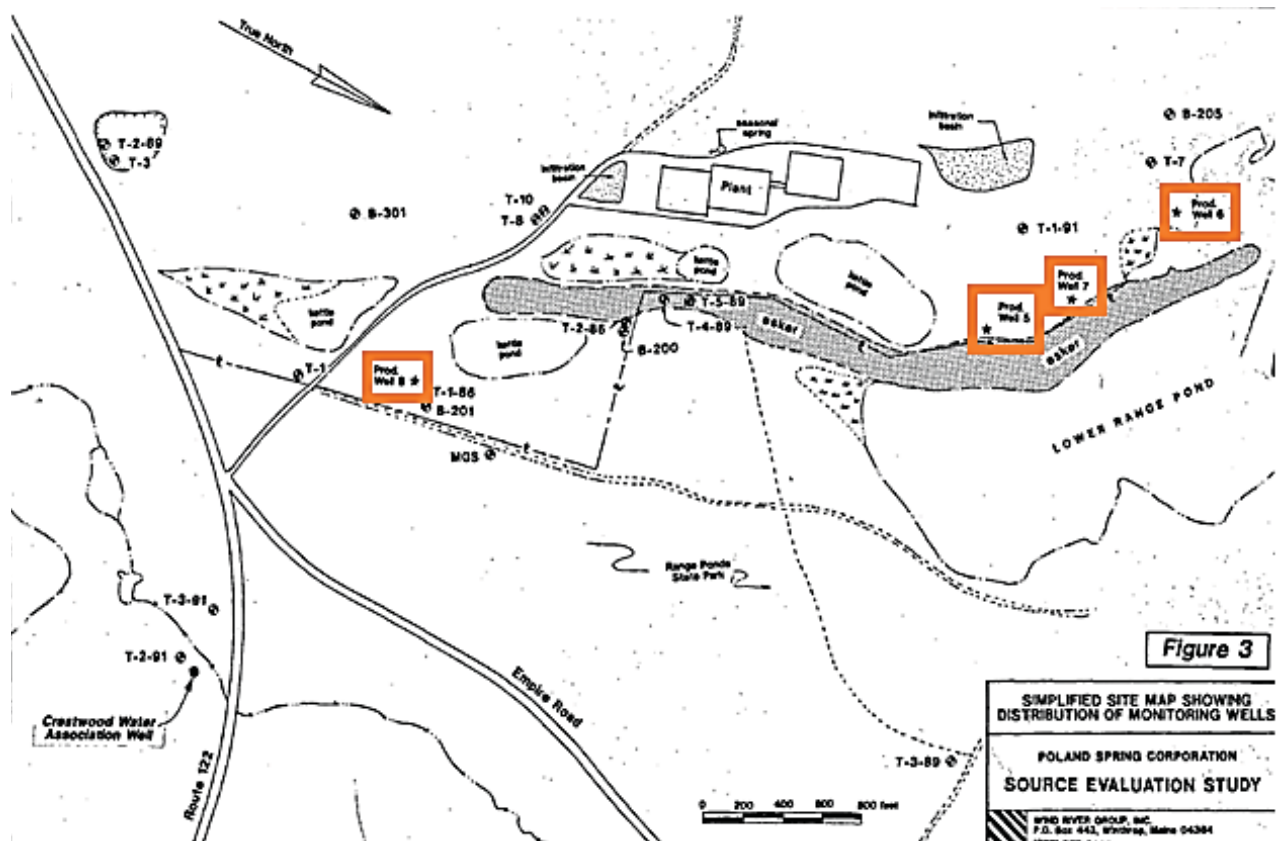 True North
T-2-89
T-3
B-301
T-10
T-8
infiltration
basin
seasonal
spring
Plant
infiltration
basin
B-205
T-7
Prod.
Well 6
T-1-91
Prod
Well 7
Prod.
Well 5
kettle
pond
kettle
pond
kettle
pond
kettle
pond
T-5-89
T-2-86
T-4-89
B-200
esker
esker
T-1
Prod.
Well 8
T-1-86
B-201
MGS
LOWER RANGE POND
Range Ponds
State Park
T-3-91
T-2-91
Crestwood Water
Association Well
Route 122
Empire Road
T-3-89
0 200 400 600 800 feet
Figure 3
SIMPLIFIED SITE MAP SHOWING
DISTRIBUTION OF MONITORING WELLS
POLAND SPRING CORPORATION
SOURCE EVALUATION STUDY
WIND RIVER GROUP, INC.
P.O. Box 443, Winthrop, Maine 04364